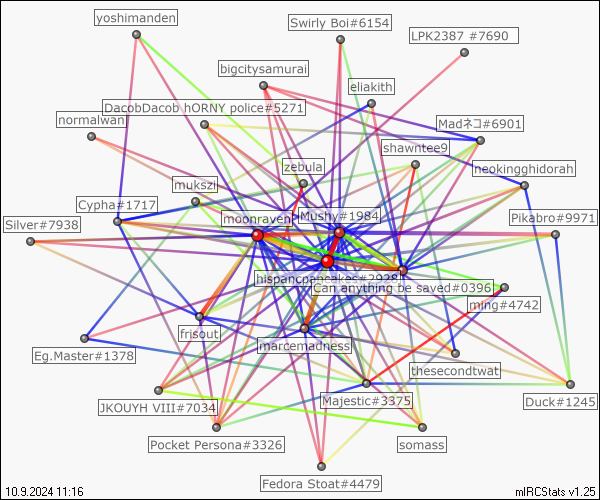 yoshimanden
Swirly Boi#6154
LPK2387 #7690
bigcitysamurai
eliakith
DacobDacob hORNY police#5271
normalwan
Madネコ#6901
shawntee9
zebula
neokingghidorah
mukszi
Cypha#1717
moonraven
Mushy#1984
Pikabro#9971
Silver#7938
hispancpancakes#2928
Can anything be saved#0396
ming#4742
frisout
marcemadness
Eg.Master#1378
thesecondtwat
JKOUYH VIII#7034
Majestic#3375
Duck#1245
Pocket Persona#3326
somass
Fedora Stoat#4479
10.9.2024 11:16
mIRCStats v1.25